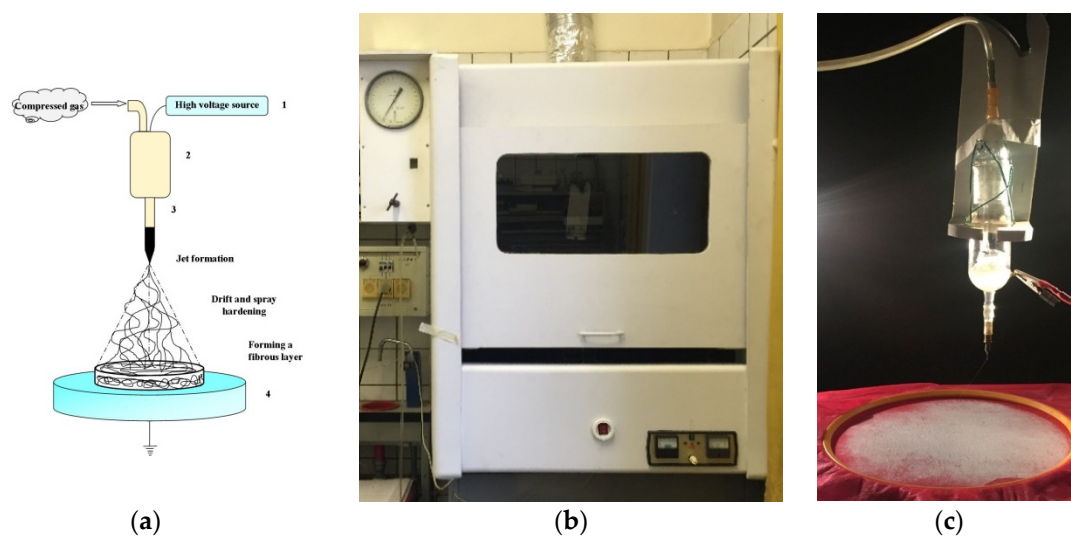 Compressed gas
High voltage source
1
2
3
Jet formation
Drift and spray
hardening
Forming a
fibrous layer
4
(a)
(b)
(c)